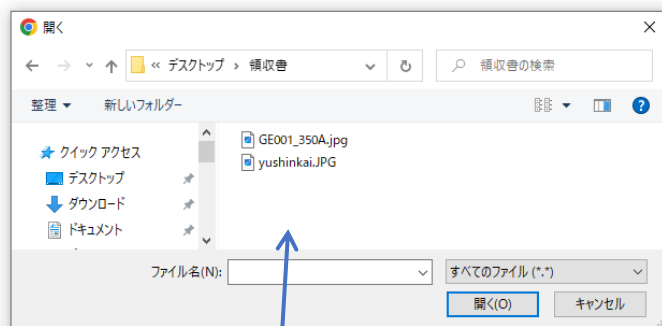 開く
« デスクトップ › 領収書
領収書の検索
整理 ▼ 新しいフォルダー
クイック アクセス
デスクトップ
ダウンロード
ドキュメント
GE001_350A.jpg
yushinkai.JPG
ファイル名(N):
すべてのファイル (*.*)
開く(O) キャンセル